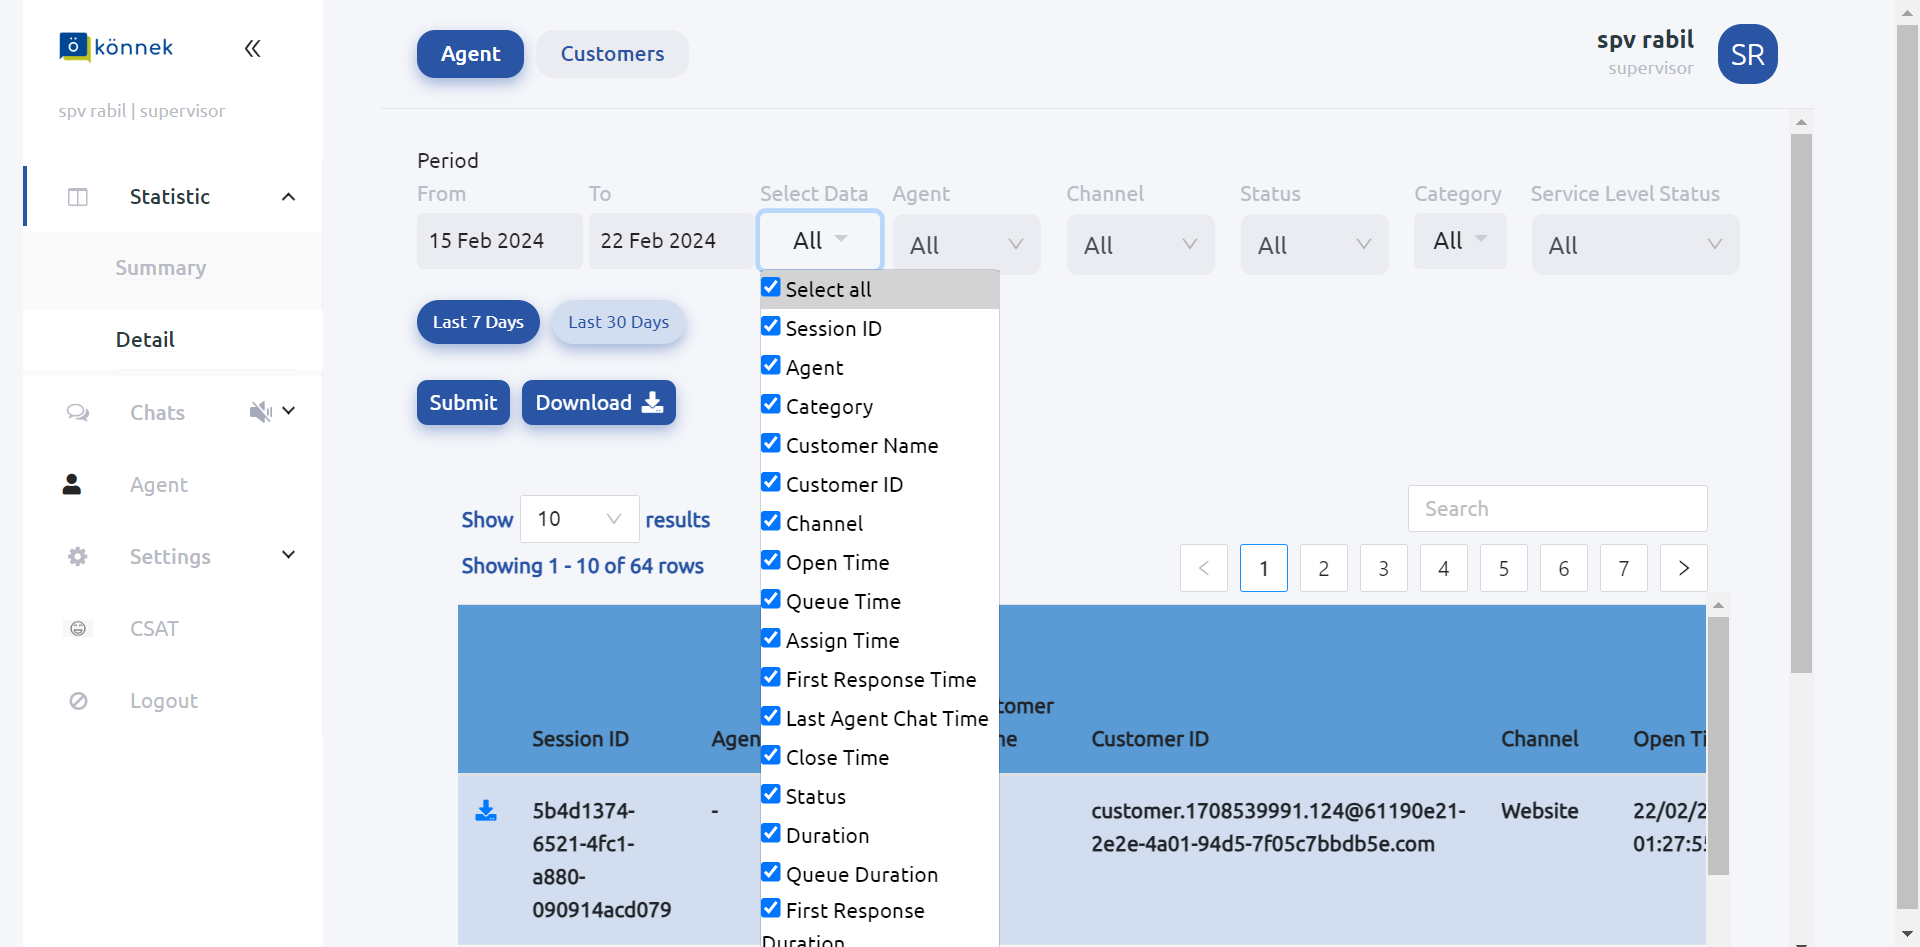 könnek
spv rabil | supervisor
Statistic
Summary
Detail
Chats
Agent
Settings
CSAT
Logout
Agent
Customers
spv rabil
supervisor
SR
Period
From
To
Select Data
Agent
Channel
Status
Category
Service Level Status
15 Feb 2024
22 Feb 2024
All
All
All
All
All
All
Last 7 Days
Last 30 Days
Submit
Download
Select all
Session ID
Agent
Category
Customer Name
Customer ID
Channel
Open Time
Queue Time
Assign Time
First Response Time
Last Agent Chat Time
Close Time
Status
Duration
Queue Duration
First Response
Duration
Show 10 results
Showing 1 - 10 of 64 rows
Search
< 1 2 3 4 5 6 7 >
Session ID
Agen
tomer
me
Customer ID
Channel
Open Ti
5b4d1374-
6521-4fc1-
a880-
090914acd079
-
customer.1708539991.124@61190e21-
2e2e-4a01-94d5-7f05c7bbdb5e.com
Website
22/02/2
01:27:55